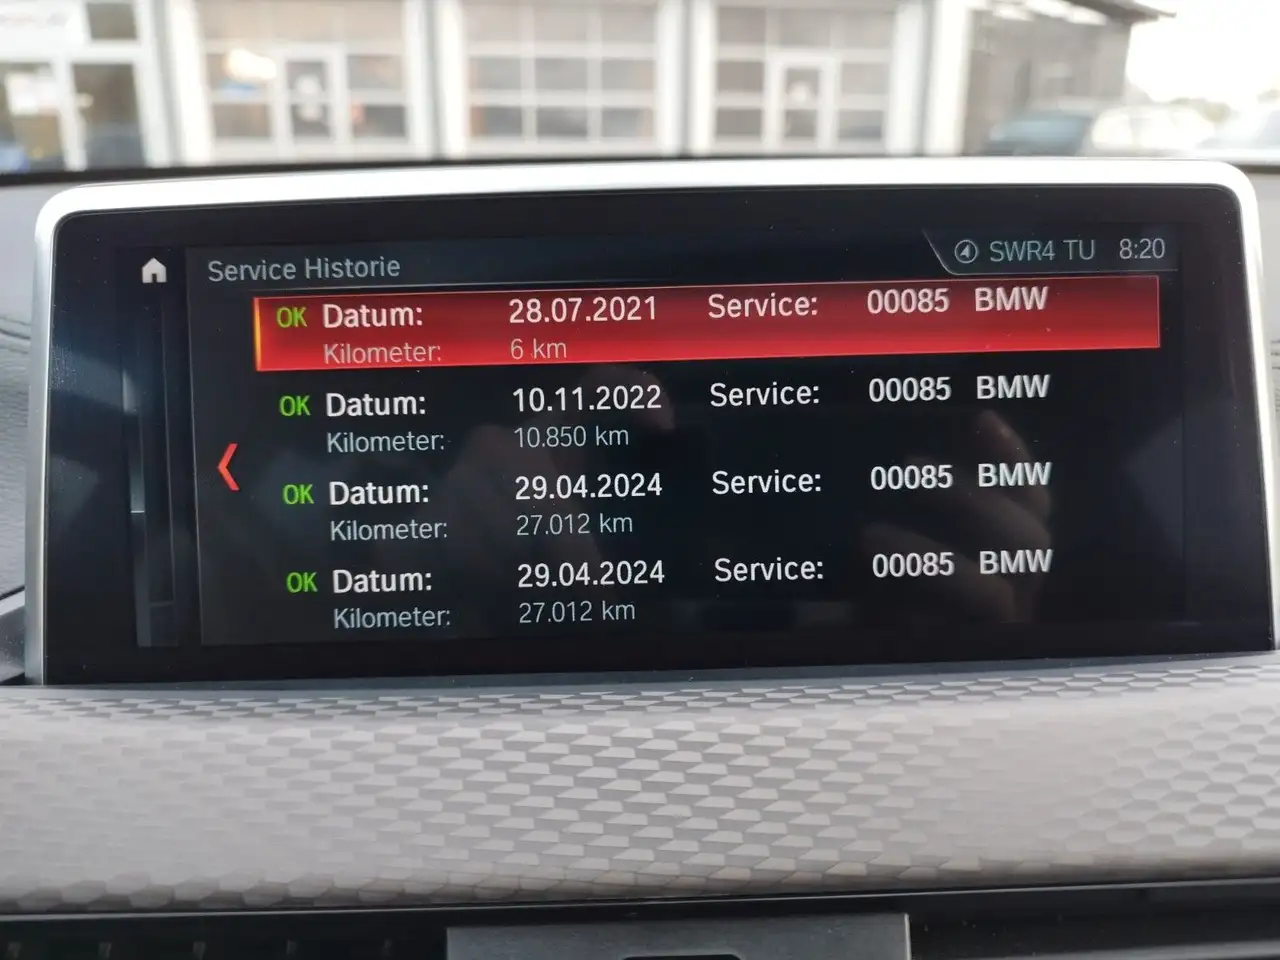 Service Historie
SWR4 TU 8:20
OK Datum: 28.07.2021 Service: 00085 BMW
Kilometer: 6 km
OK Datum: 10.11.2022 Service: 00085 BMW
Kilometer: 10.850 km
OK Datum: 29.04.2024 Service: 00085 BMW
Kilometer: 27.012 km
OK Datum: 29.04.2024 Service: 00085 BMW
Kilometer: 27.012 km